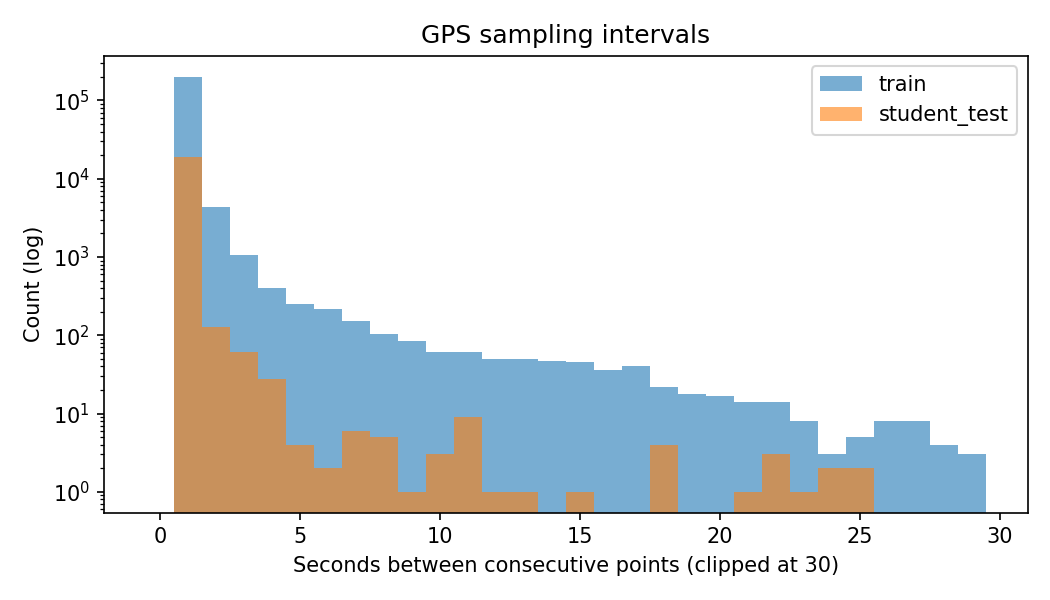 GPS sampling intervals
train
student_test
Count (log)
10^5
10^4
10^3
10^2
10^1
10^0
0 5 10 15 20 25 30
Seconds between consecutive points (clipped at 30)